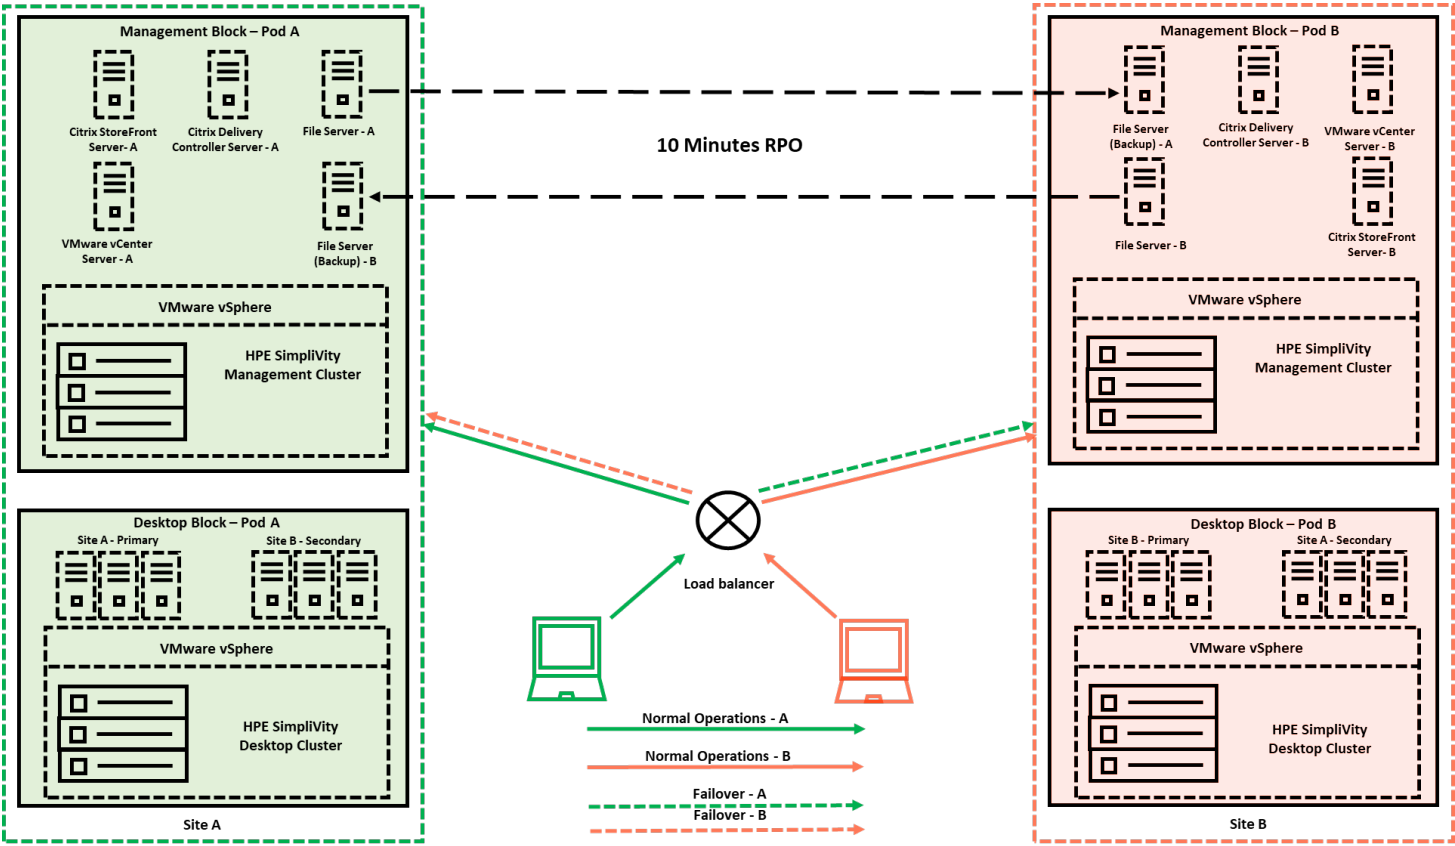 Management Block – Pod A
Citrix StoreFront
Server- A
Citrix Delivery
Controller Server - A
File Server - A
VMware vCenter
Server - A
File Server
(Backup) - B
VMware vSphere
HPE SimpliVity
Management Cluster
Desktop Block – Pod A
Site A - Primary
Site B - Secondary
VMware vSphere
HPE SimpliVity
Desktop Cluster
Site A
10 Minutes RPO
Load balancer
Normal Operations - A
Normal Operations - B
Failover - A
Failover - B
Management Block – Pod B
File Server
(Backup) - A
Citrix Delivery
Controller Server - B
VMware vCenter
Server - B
File Server - B
Citrix StoreFront
Server- B
VMware vSphere
HPE SimpliVity
Management Cluster
Desktop Block – Pod B
Site B - Primary
Site A - Secondary
VMware vSphere
HPE SimpliVity
Desktop Cluster
Site B